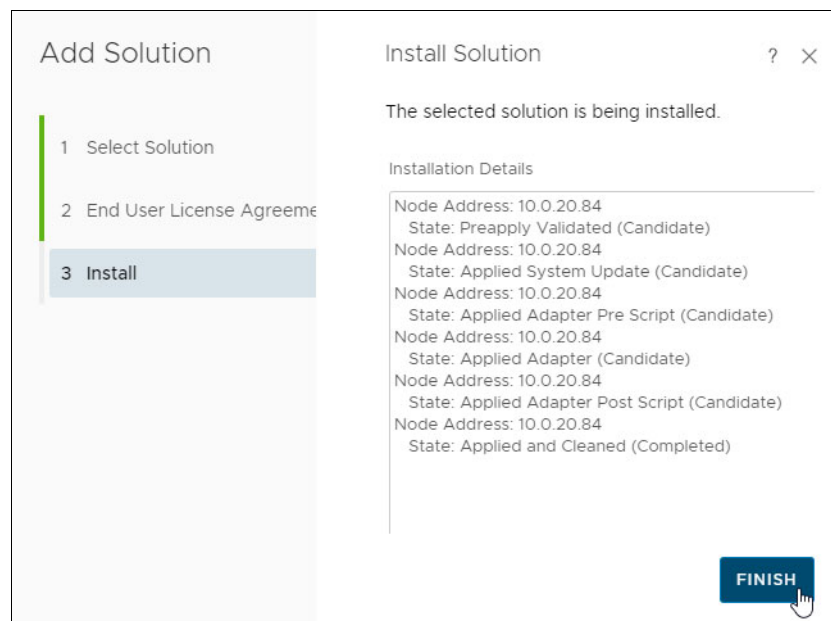 Add Solution
1 Select Solution
2 End User License Agreeme
3 Install
Install Solution
?
The selected solution is being installed.
Installation Details
Node Address: 10.0.20.84
State: Preapply Validated (Candidate)
Node Address: 10.0.20.84
State: Applied System Update (Candidate)
Node Address: 10.0.20.84
State: Applied Adapter Pre Script (Candidate)
Node Address: 10.0.20.84
State: Applied Adapter (Candidate)
Node Address: 10.0.20.84
State: Applied Adapter Post Script (Candidate)
Node Address: 10.0.20.84
State: Applied and Cleaned (Completed)
FINISH